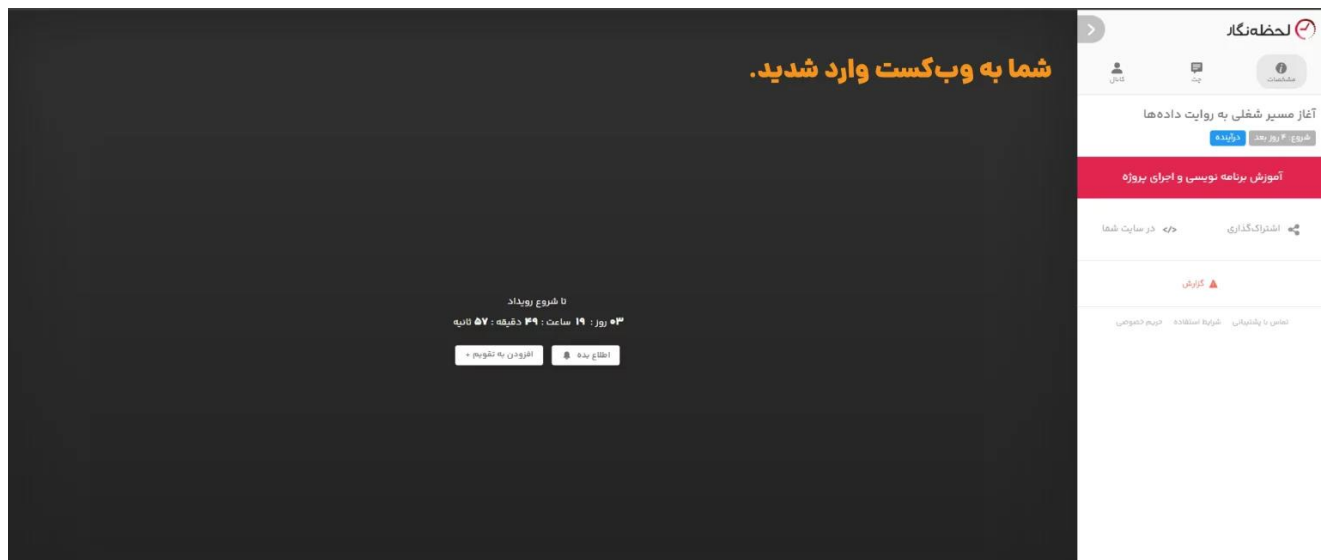 لحظه‌نگار
مشخصات
چت
کانال
آغاز مسیر شغلی به روایت داده‌ها
شروع: ۴ روز بعد درآینده
آموزش برنامه نویسی و اجرای پروژه
اشتراک‌گذاری </> در سایت شما
گزارش
تماس با پشتیبانی شرایط استفاده حریم خصوصی
شما به وب‌کست وارد شدید.
تا شروع رویداد
۰۳ روز : ۱۹ ساعت : ۴۹ دقیقه : ۵۷ ثانیه
اطلاع بده
افزودن به تقویم +